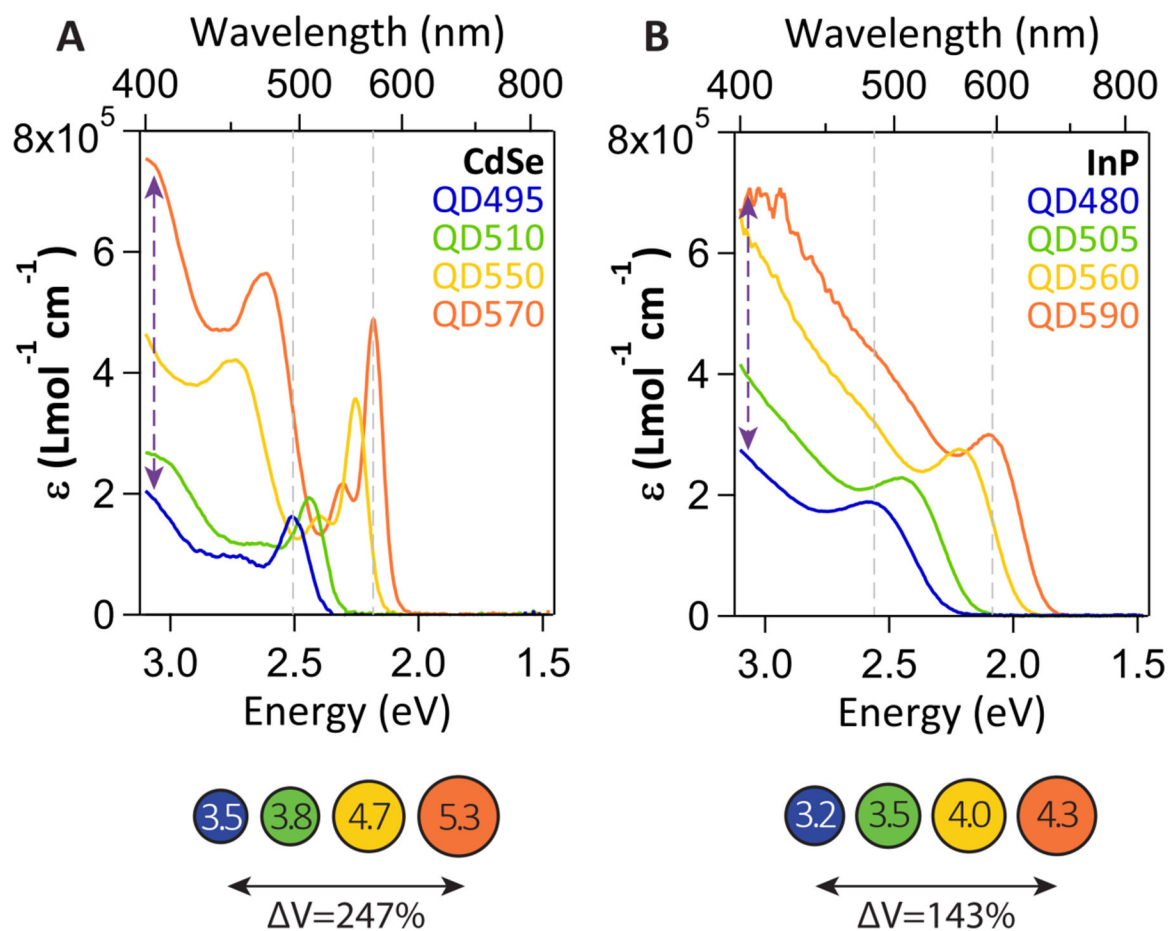 A
Wavelength (nm)
400 500 600 800
8x10⁵
6
4
2
0
ε (Lmol⁻¹ cm⁻¹)
CdSe
QD495
QD510
QD550
QD570
3.0 2.5 2.0 1.5
Energy (eV)
3.5 3.8 4.7 5.3
ΔV=247%
B
Wavelength (nm)
400 500 600 800
8x10⁵
6
4
2
0
ε (Lmol⁻¹ cm⁻¹)
InP
QD480
QD505
QD560
QD590
3.0 2.5 2.0 1.5
Energy (eV)
3.2 3.5 4.0 4.3
ΔV=143%